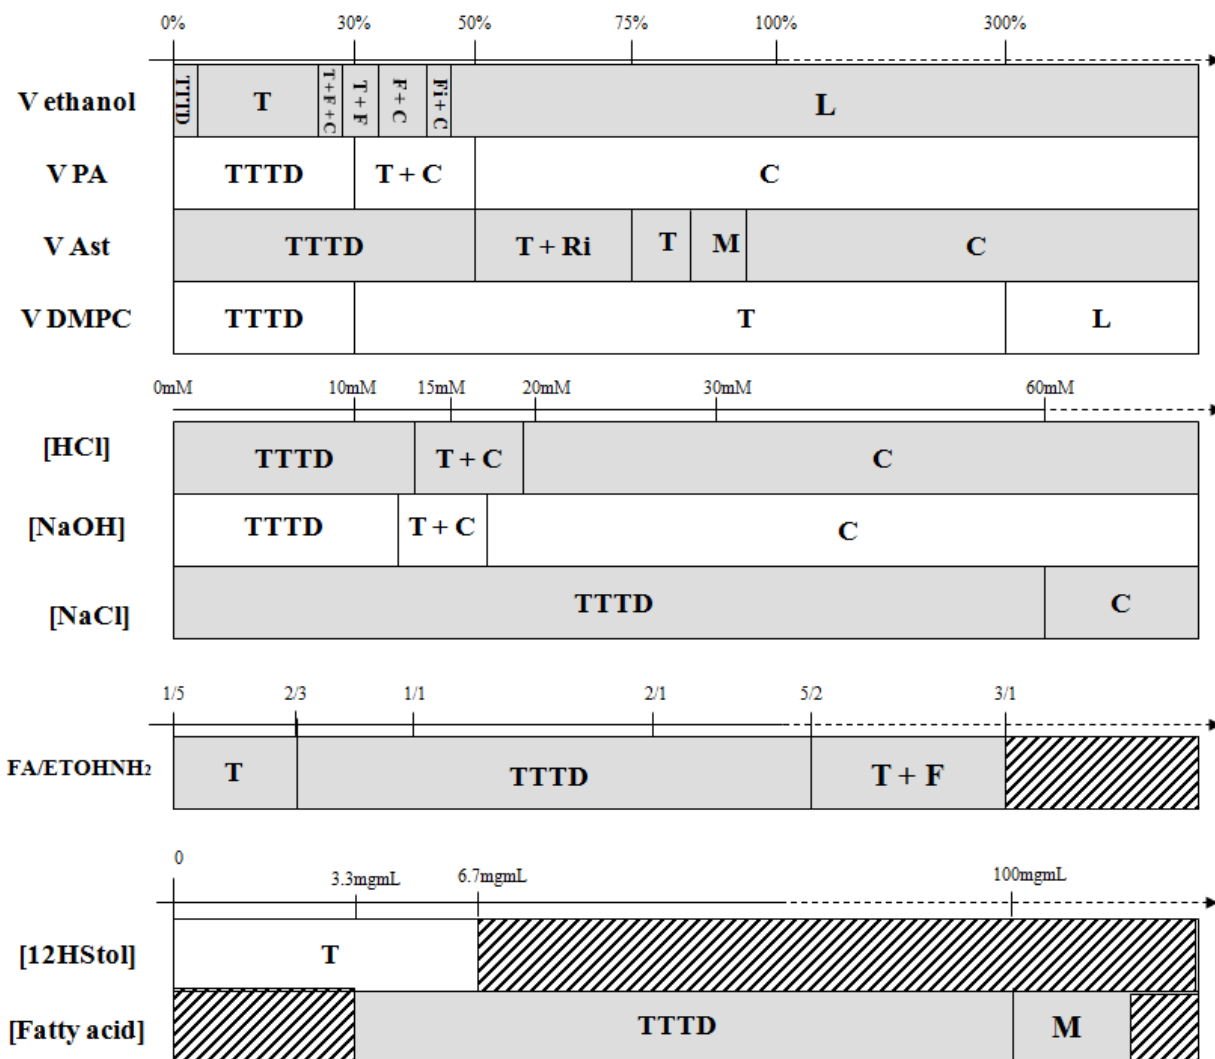 0% 30% 50% 75% 100% 300%
V ethanol TTTD T T + F + C T + F F + C Fi + C L
V PA TTTD T + C C
V Ast TTTD T + Ri T M C
V DMPC TTTD T L
0mM 10mM 15mM 20mM 30mM 60mM
[HCl] TTTD T + C C
[NaOH] TTTD T + C C
[NaCl] TTTD C
1/5 2/3 1/1 2/1 5/2 3/1
FA/ETOHNH2 T TTTD T + F
0 3.3mgmL 6.7mgmL 100mgmL
[12HStol] T
[Fatty acid] TTTD M